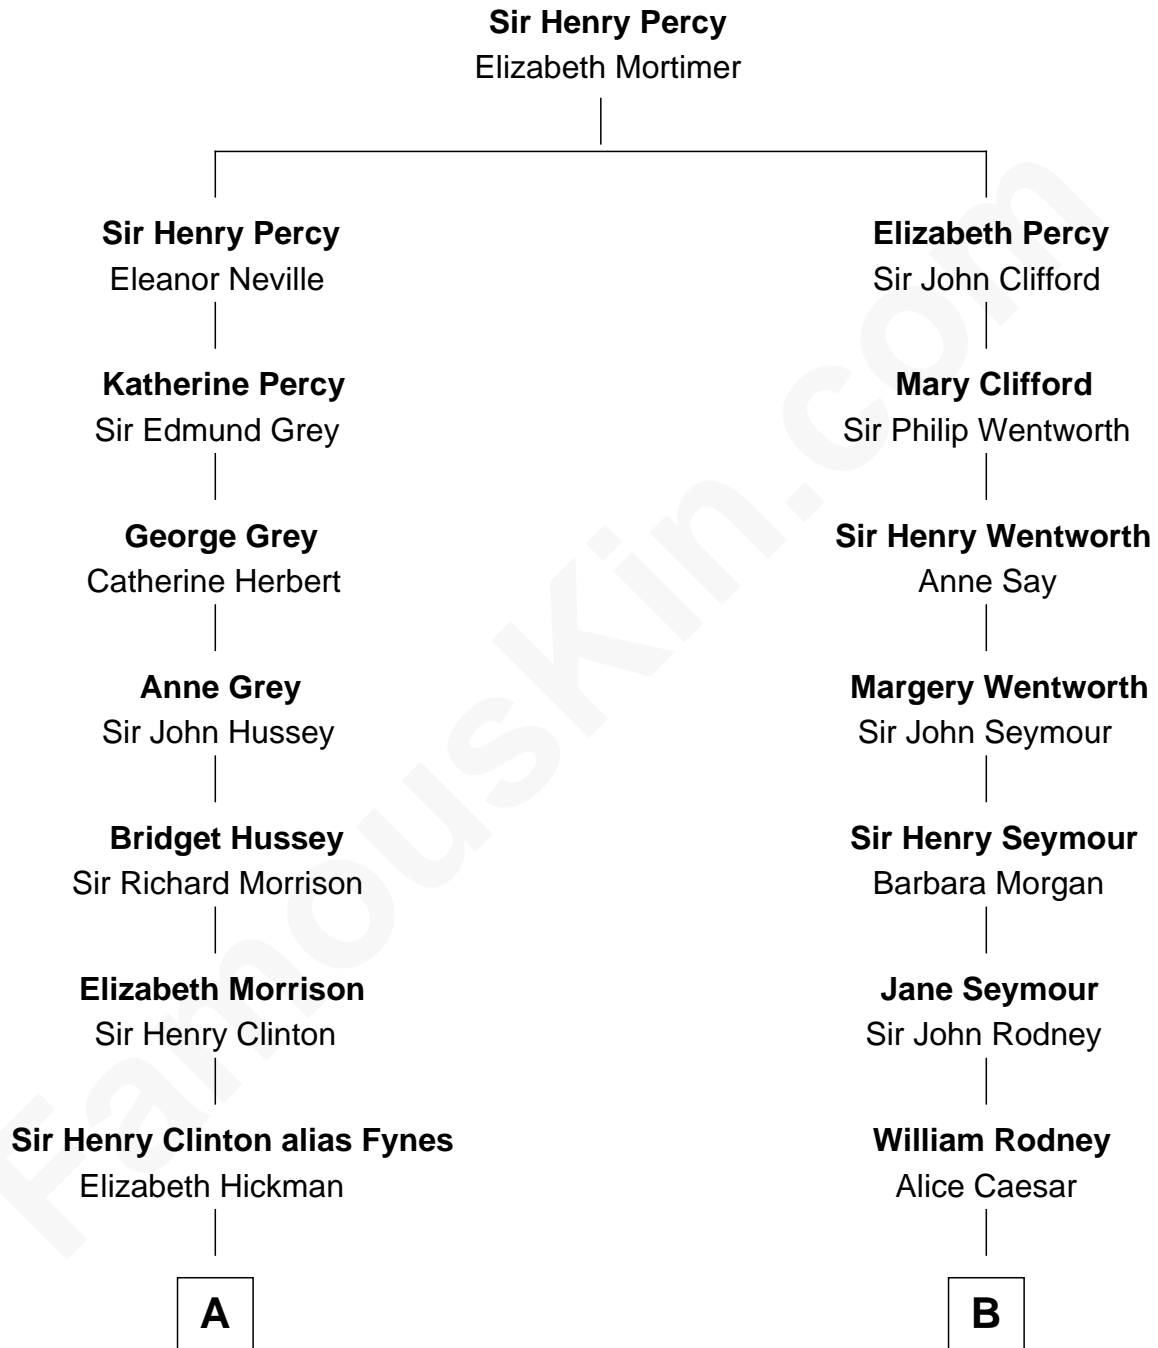 Sir Henry Percy
Elizabeth Mortimer
Sir Henry Percy
Eleanor Neville
Katherine Percy
Sir Edmund Grey
George Grey
Catherine Herbert
Anne Grey
Sir John Hussey
Bridget Hussey
Sir Richard Morrison
Elizabeth Morrison
Sir Henry Clinton
Sir Henry Clinton alias Fynes
Elizabeth Hickman
A
Elizabeth Percy
Sir John Clifford
Mary Clifford
Sir Philip Wentworth
Sir Henry Wentworth
Anne Say
Margery Wentworth
Sir John Seymour
Sir Henry Seymour
Barbara Morgan
Jane Seymour
Sir John Rodney
William Rodney
Alice Caesar
B
FamousKin.com